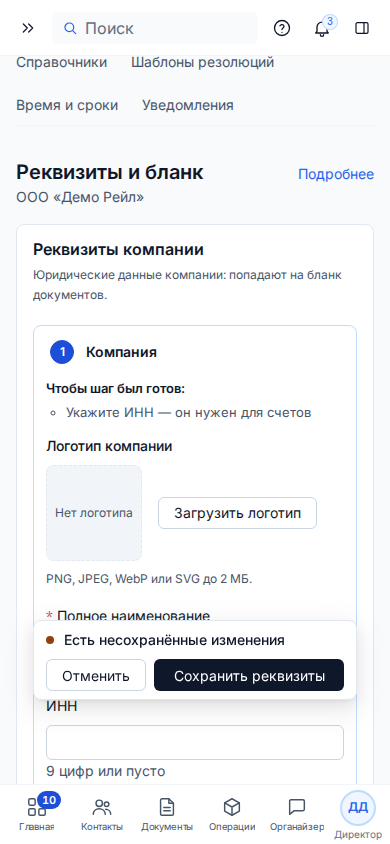 Поиск
3
Справочники
Шаблоны резолюций
Время и сроки
Уведомления
Реквизиты и бланк
Подробнее
ООО «Демо Рейл»
Реквизиты компании
Юридические данные компании: попадают на бланк
документов.
1
Компания
Чтобы шаг был готов:
Укажите ИНН — он нужен для счетов
Логотип компании
Нет логотипа
Загрузить логотип
PNG, JPEG, WebP или SVG до 2 МБ.
* Полное наименование
Есть несохранённые изменения
Отменить
Сохранить реквизиты
ИНН
9 цифр или пусто
10
ДД
Главная
Контакты
Документы
Операции
Органайзер
Директор